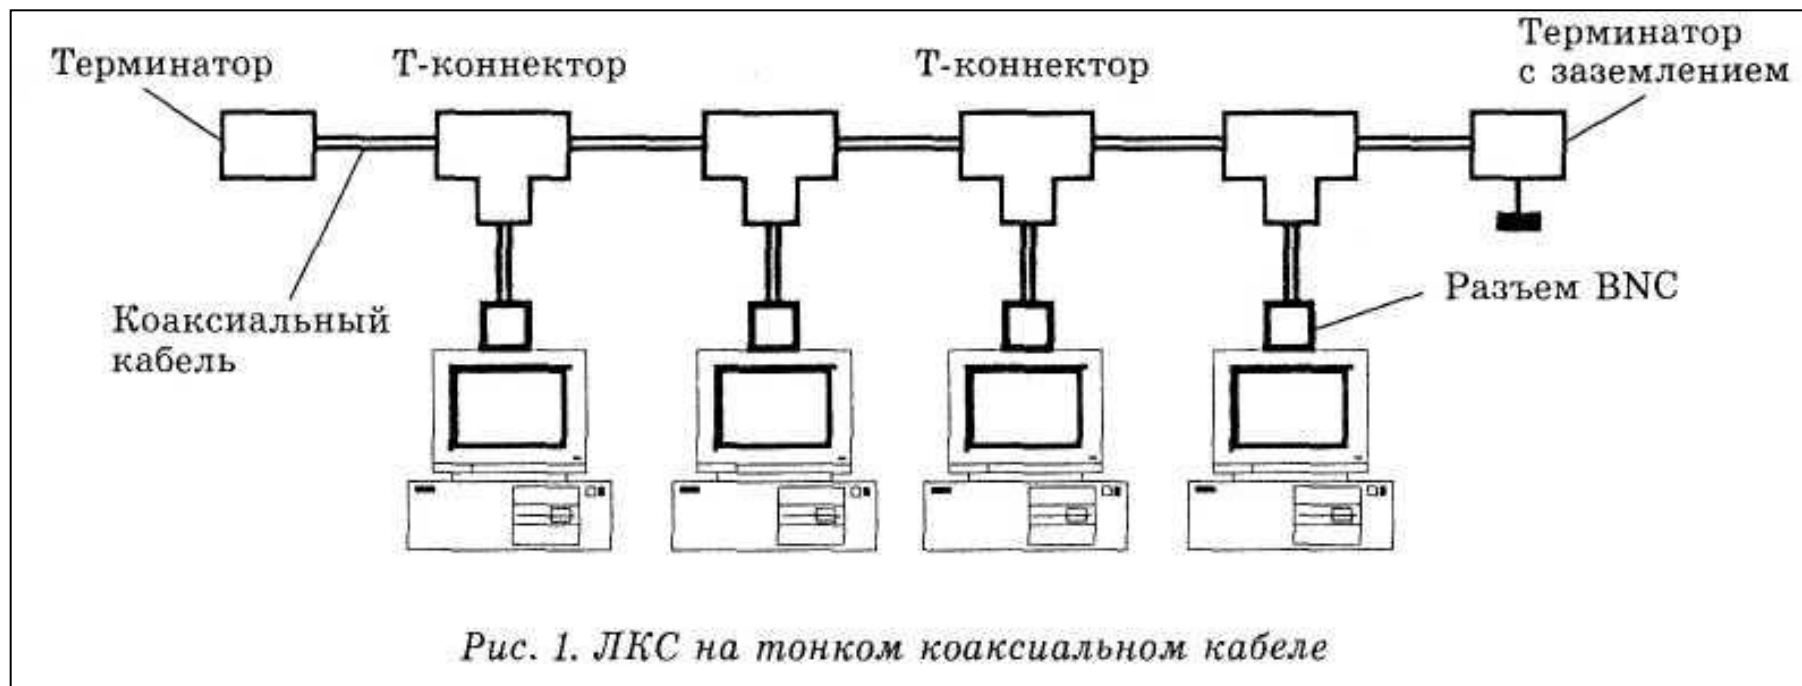 Терминатор
Т-коннектор
Т-коннектор
Терминатор
с заземлением
Коаксиальный
кабель
Разъем BNC
Рис. 1. ЛКС на тонком коаксиальном кабеле